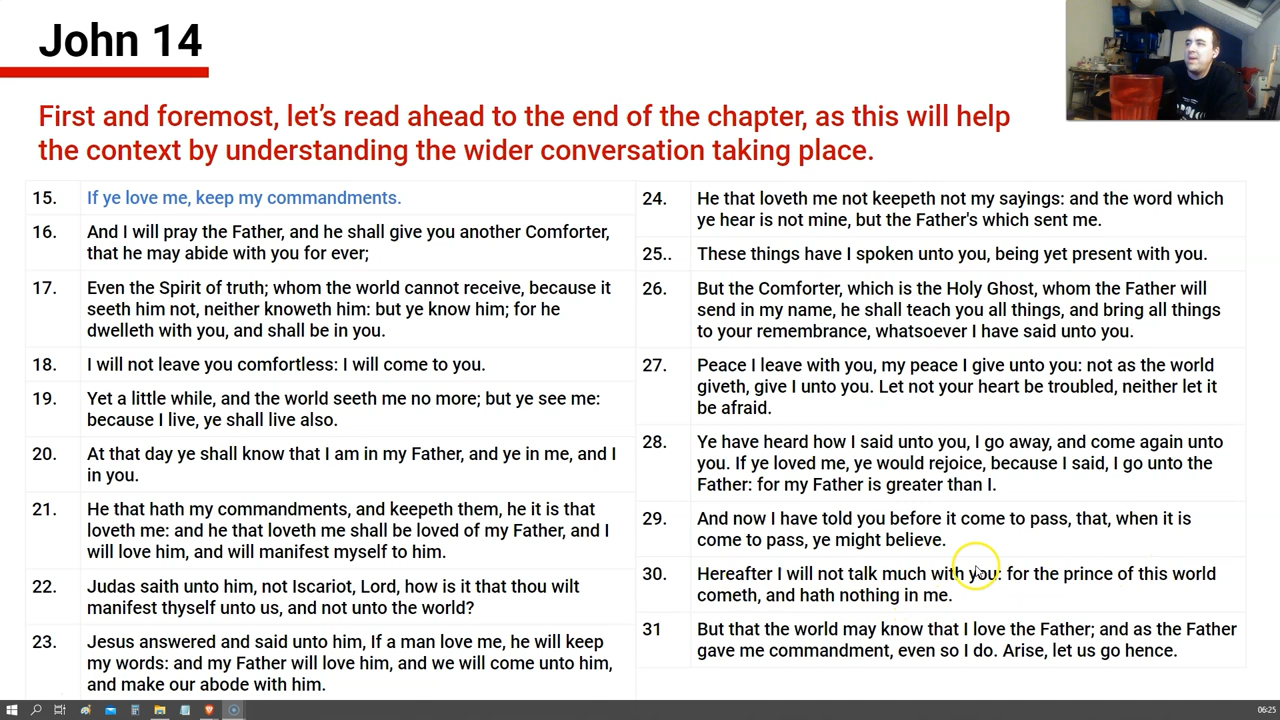 John 14
First and foremost, let's read ahead to the end of the chapter, as this will help
the context by understanding the wider conversation taking place.
15. If ye love me, keep my commandments.
16. And I will pray the Father, and he shall give you another Comforter,
that he may abide with you for ever;
17. Even the Spirit of truth; whom the world cannot receive, because it
seeth him not, neither knoweth him: but ye know him; for he
dwelleth with you, and shall be in you.
18. I will not leave you comfortless: I will come to you.
19. Yet a little while, and the world seeth me no more; but ye see me:
because I live, ye shall live also.
20. At that day ye shall know that I am in my Father, and ye in me, and I
in you.
21. He that hath my commandments, and keepeth them, he it is that
loveth me: and he that loveth me shall be loved of my Father, and I
will love him, and will manifest myself to him.
22. Judas saith unto him, not Iscariot, Lord, how is it that thou wilt
manifest thyself unto us, and not unto the world?
23. Jesus answered and said unto him, If a man love me, he will keep
my words: and my Father will love him, and we will come unto him,
and make our abode with him.
24. He that loveth me not keepeth not my sayings: and the word which
ye hear is not mine, but the Father's which sent me.
25.. These things have I spoken unto you, being yet present with you.
26. But the Comforter, which is the Holy Ghost, whom the Father will
send in my name, he shall teach you all things, and bring all things
to your remembrance, whatsoever I have said unto you.
27. Peace I leave with you, my peace I give unto you: not as the world
giveth, give I unto you. Let not your heart be troubled, neither let it
be afraid.
28. Ye have heard how I said unto you, I go away, and come again unto
you. If ye loved me, ye would rejoice, because I said, I go unto the
Father: for my Father is greater than I.
29. And now I have told you before it come to pass, that, when it is
come to pass, ye might believe.
30. Hereafter I will not talk much with you: for the prince of this world
cometh, and hath nothing in me.
31 But that the world may know that I love the Father; and as the Father
gave me commandment, even so I do. Arise, let us go hence.
06:25